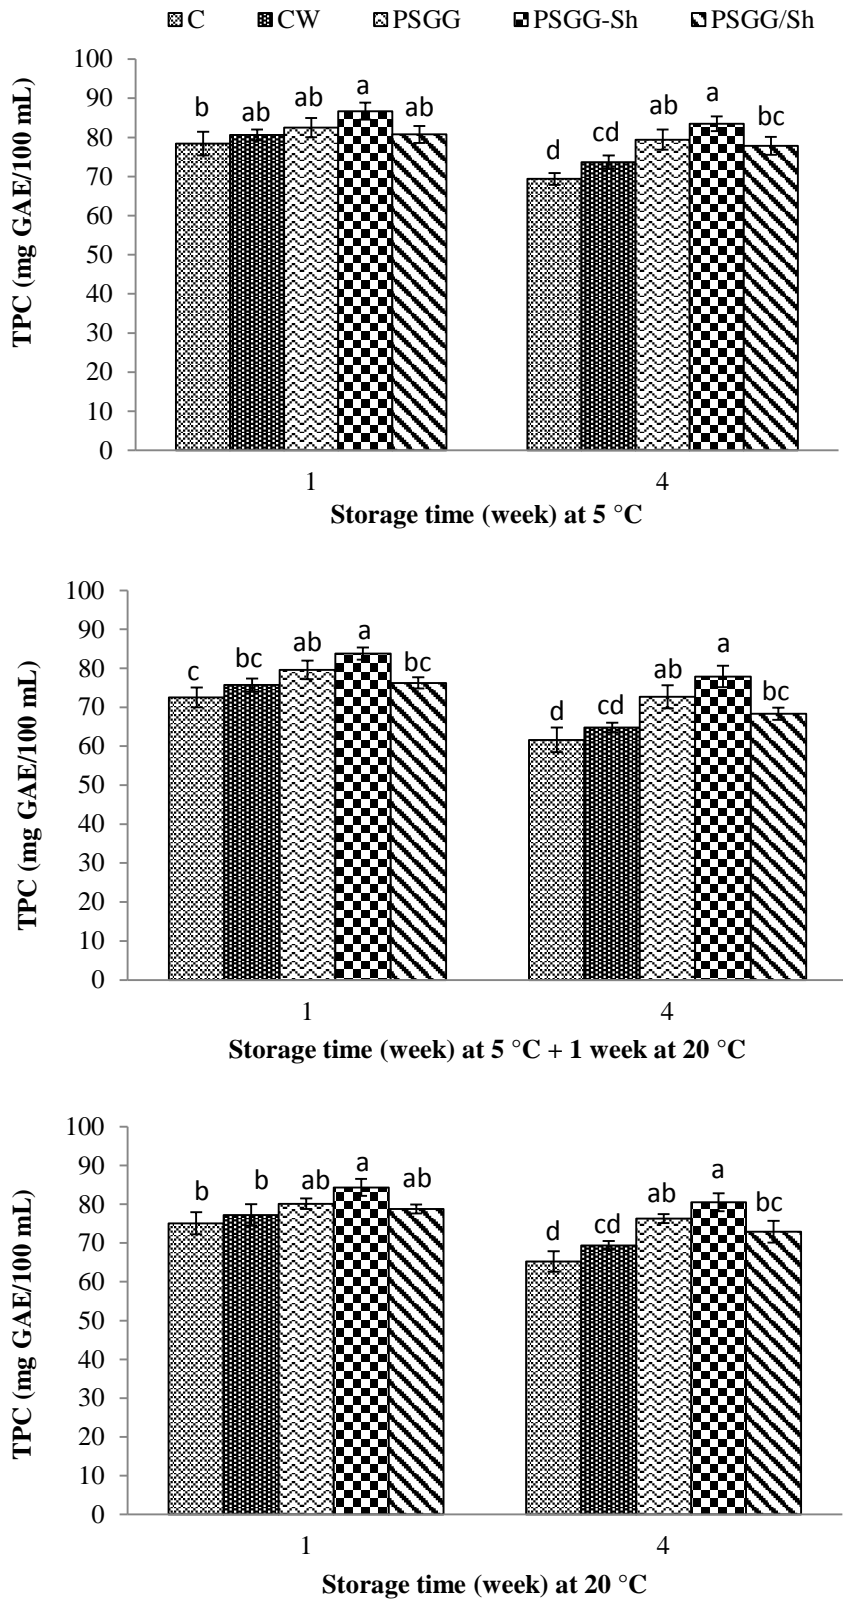 C CW PSGG PSGG-Sh PSGG/Sh
TPC (mg GAE/100 mL)
100
90
80
70
60
50
40
30
20
10
0
b ab ab a ab
d cd ab a bc
1 4
Storage time (week) at 5 °C
TPC (mg GAE/100 mL)
100
90
80
70
60
50
40
30
20
10
0
c bc ab a bc
d cd ab a bc
1 4
Storage time (week) at 5 °C + 1 week at 20 °C
TPC (mg GAE/100 mL)
100
90
80
70
60
50
40
30
20
10
0
b b ab a ab
d cd ab a bc
1 4
Storage time (week) at 20 °C